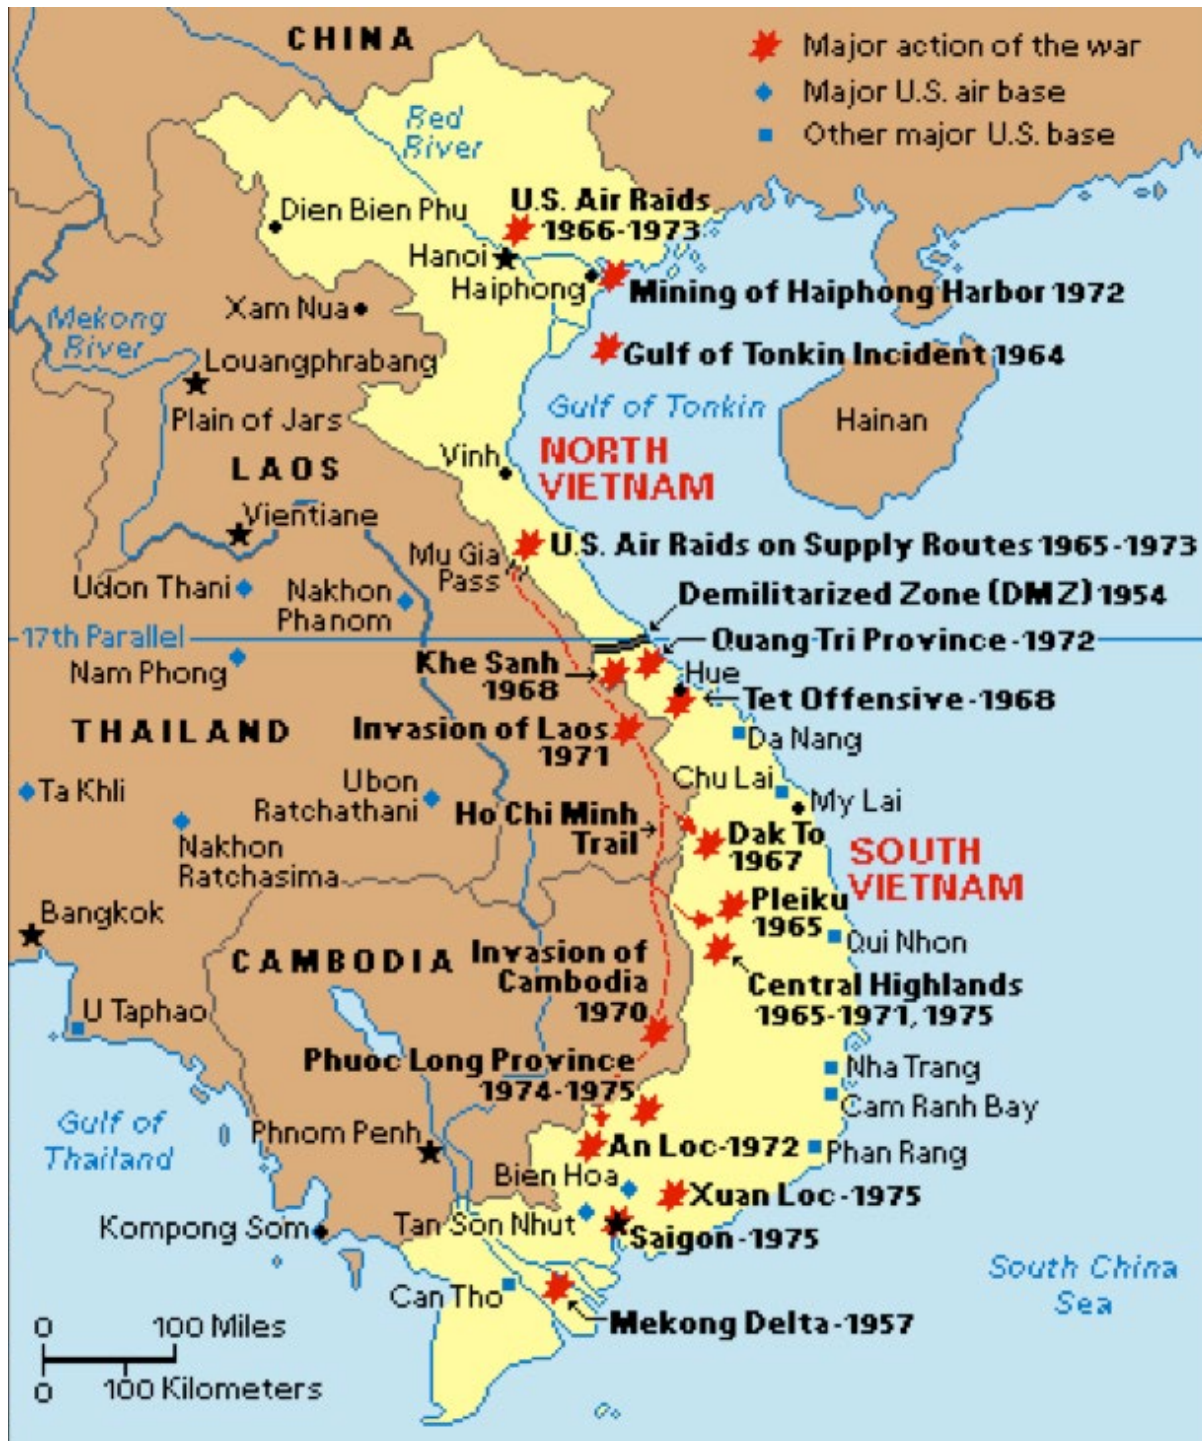 CHINA
Major action of the war
Major U.S. air base
Other major U.S. base
Red
River
Dien Bien Phu
U.S. Air Raids
1966-1973
Hanoi
Haiphong
Mining of Haiphong Harbor 1972
Xam Nua
Mekong
River
Louangphrabang
Gulf of Tonkin Incident 1964
Plain of Jars
Gulf of Tonkin
Hainan
LAOS
Vinh
NORTH
VIETNAM
Vientiane
Mu Gia
Pass
U.S. Air Raids on Supply Routes 1965-1973
Udon Thani
Nakhon
Phanom
Demilitarized Zone (DMZ) 1954
17th Parallel
Quang Tri Province-1972
Nam Phong
Khe Sanh
1968
Hue
Tet Offensive-1968
THAILAND
Invasion of Laos
1971
Da Nang
Ta Khli
Ubon
Ratchathani
Chu Lai
My Lai
Nakhon
Ratchasima
Ho Chi Minh
Trail
Dak To
1967
SOUTH
VIETNAM
Bangkok
Pleiku
1965
CAMBODIA
Invasion of
Cambodia
1970
Qui Nhon
Central Highlands
1965-1971, 1975
U Taphao
Phuoc Long Province
1974-1975
Nha Trang
Cam Ranh Bay
Gulf of
Thailand
Phnom Penh
An Loc-1972
Phan Rang
Bien Hoa
Xuan Loc-1975
Kompong Som
Tan Son Nhut
Saigon-1975
South China
Sea
Can Tho
Mekong Delta-1957
0 100 Miles
0 100 Kilometers